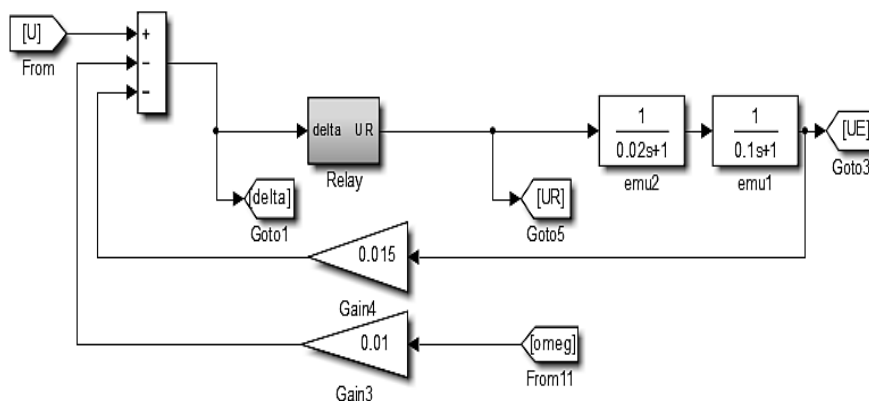 [U]
From
+
−
−
delta UR
Relay
[delta]
Goto1
[UR]
Goto5
1
0.02s+1
emu2
1
0.1s+1
emu1
[UE]
Goto3
0.015
Gain4
0.01
Gain3
[omeg]
From11